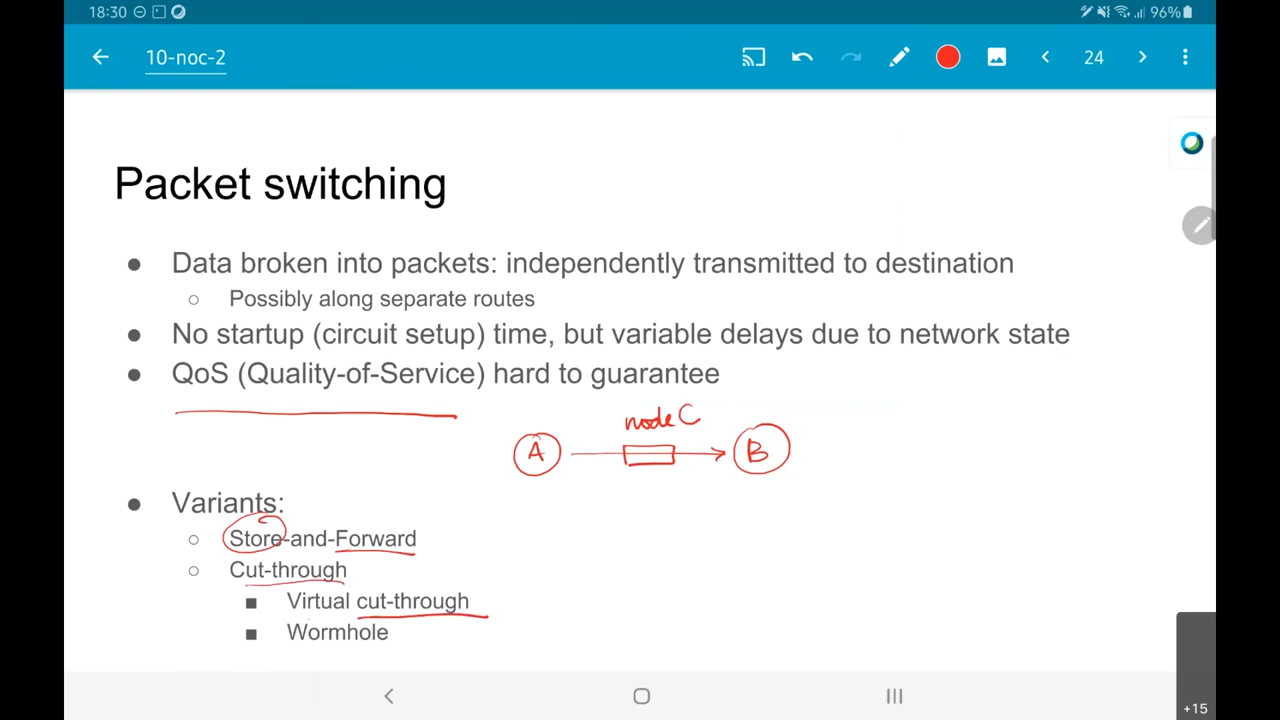 18:30 96%
10-noc-2 24
Packet switching
● Data broken into packets: independently transmitted to destination
○ Possibly along separate routes
● No startup (circuit setup) time, but variable delays due to network state
● QoS (Quality-of-Service) hard to guarantee
node C
A B
● Variants:
○ Store-and-Forward
○ Cut-through
■ Virtual cut-through
■ Wormhole
+15